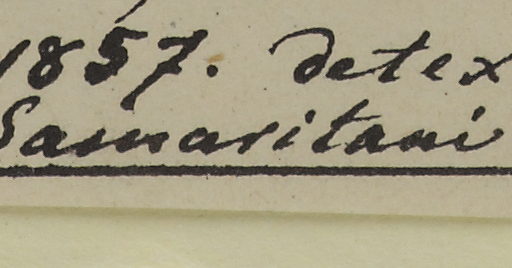 1857. detex
Samaritani